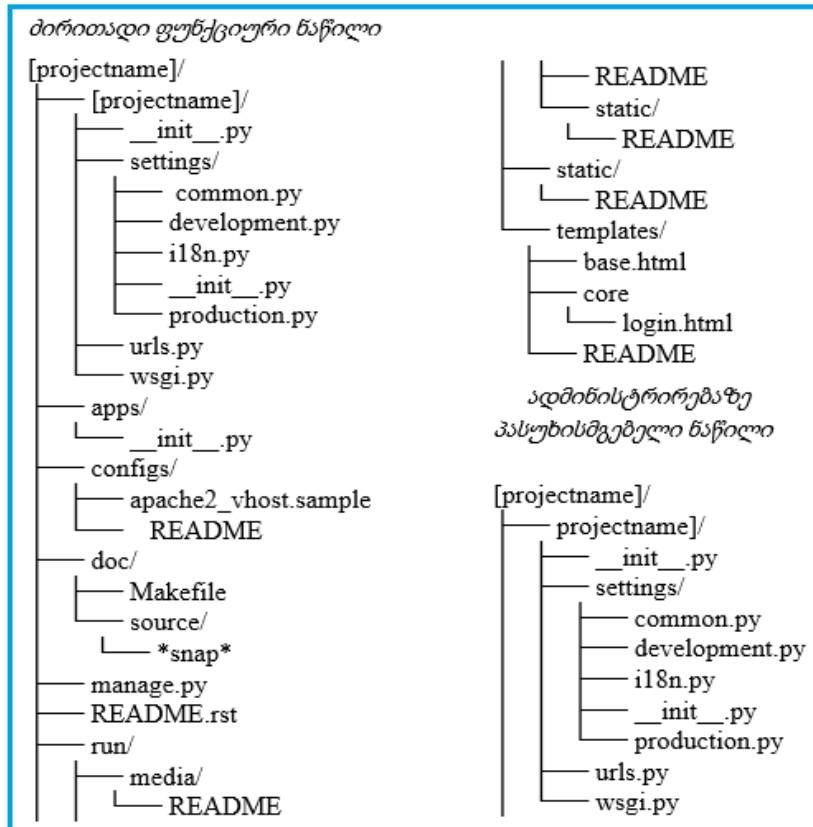 ძირითადი ფუნქციური ნაწილი
[projectname]/
[projectname]/
__init__.py
settings/
common.py
development.py
i18n.py
__init__.py
production.py
urls.py
wsgi.py
apps/
__init__.py
configs/
apache2_vhost.sample
README
doc/
Makefile
source/
*snap*
manage.py
README.rst
run/
media/
README
README
static/
README
static/
README
templates/
base.html
core
login.html
README
ადმინისტრირებაზე
პასუხისმგებელი ნაწილი
[projectname]/
projectname]/
__init__.py
settings/
common.py
development.py
i18n.py
__init__.py
production.py
urls.py
wsgi.py